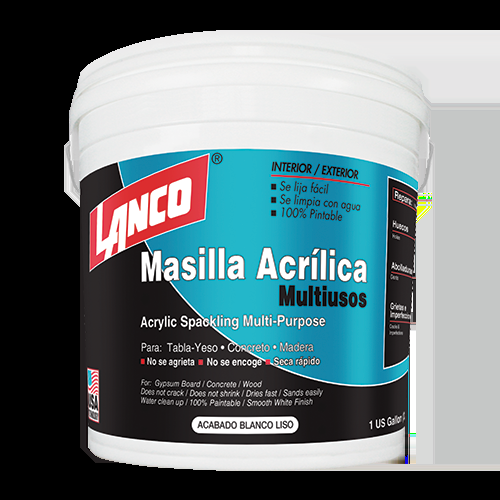 LANCO®
INTERIOR / EXTERIOR
▪ Se lija fácil
▪ Se limpia con agua
▪ 100% Pintable
Masilla Acrílica
Multiusos
Acrylic Spackling Multi-Purpose
Para: Tabla-Yeso • Concreto • Madera
▪ No se agrieta ▪ No se encoge ▪ Seca rápido
For: Gypsum Board / Concrete / Wood
Does not crack / Does not shrink / Dries fast / Sands easily
Water clean up / 100% Paintable / Smooth White Finish
ACABADO BLANCO LISO
USA
Repara:
Huecos
Abolladuras
Grietas e
1 US Gallon